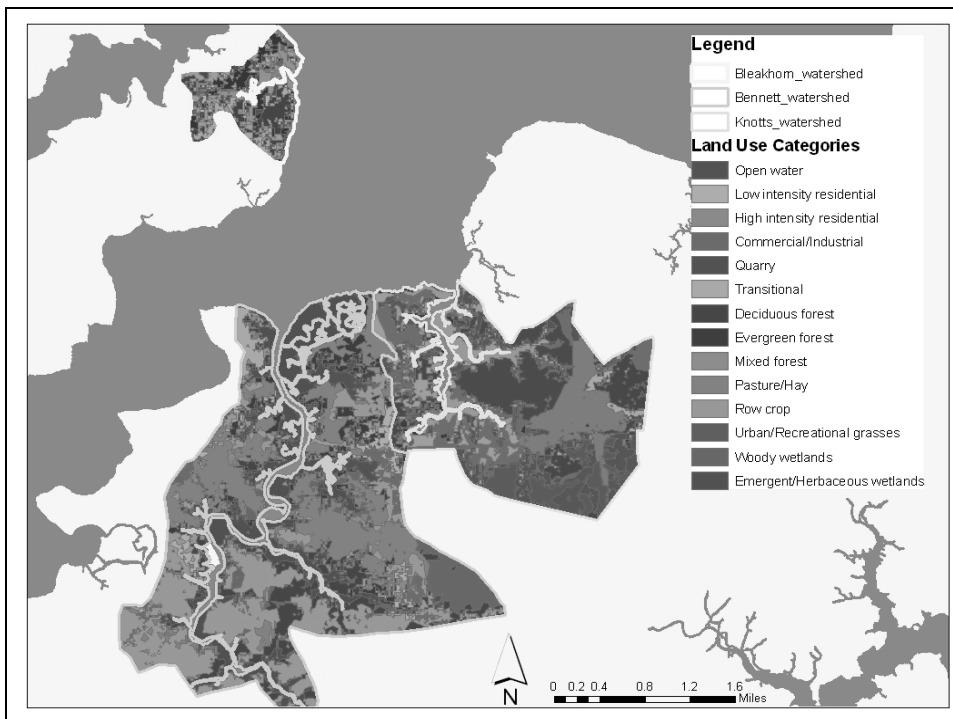 Legend
Bleakhorn_watershed
Bennett_watershed
Knotts_watershed
Land Use Categories
Open water
Low intensity residential
High intensity residential
Commercial/Industrial
Quarry
Transitional
Deciduous forest
Evergreen forest
Mixed forest
Pasture/Hay
Row crop
Urban/Recreational grasses
Woody wetlands
Emergent/Herbaceous wetlands
N
0 0.2 0.4 0.8 1.2 1.6
Miles